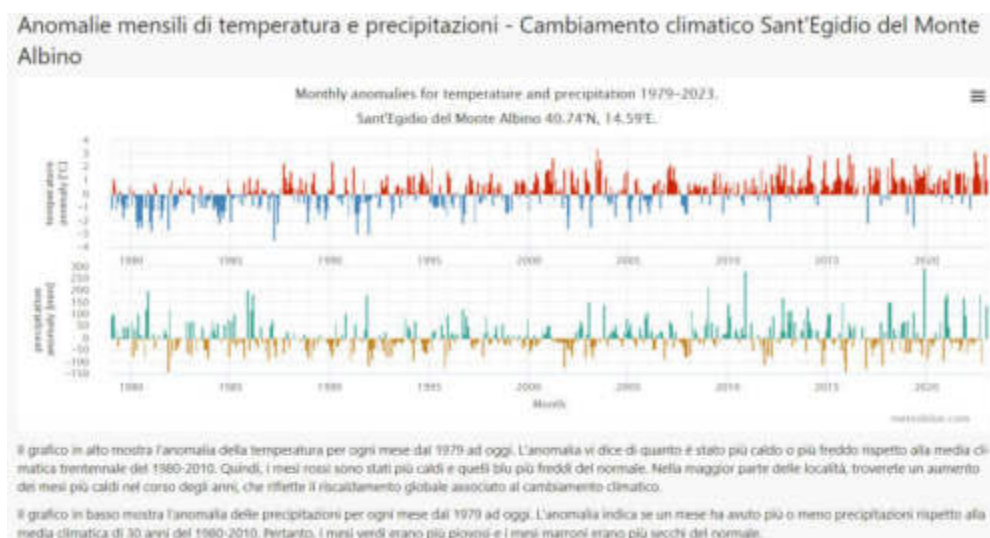 Anomalie mensili di temperatura e precipitazioni - Cambiamento climatico Sant'Egidio del Monte
Albino
Monthly anomalies for temperature and precipitation 1979-2023.
Sant'Egidio del Monte Albino 40.74°N, 14.59°E.
temperature
anomaly [°C]
4
3
2
1
0
-1
-2
-3
-4
1980 1985 1990 1995 2000 2005 2010 2015 2020
precipitation
anomaly [mm]
300
250
200
150
100
50
0
-50
-100
-150
1980 1985 1990 1995 2000 2005 2010 2015 2020
Month
meteoblue.com
Il grafico in alto mostra l'anomalia della temperatura per ogni mese dal 1979 ad oggi. L'anomalia vi dice di quanto è stato più caldo o più freddo rispetto alla media cli-
matica trentennale del 1980-2010. Quindi, i mesi rossi sono stati più caldi e quelli blu più freddi del normale. Nella maggior parte delle località, troverete un aumento
dei mesi più caldi nel corso degli anni, che riflette il riscaldamento globale associato al cambiamento climatico.
Il grafico in basso mostra l'anomalia delle precipitazioni per ogni mese dal 1979 ad oggi. L'anomalia indica se un mese ha avuto più o meno precipitazioni rispetto alla
media climatica di 30 anni del 1980-2010. Pertanto, i mesi verdi erano più piovosi e i mesi marroni erano più secchi del normale.